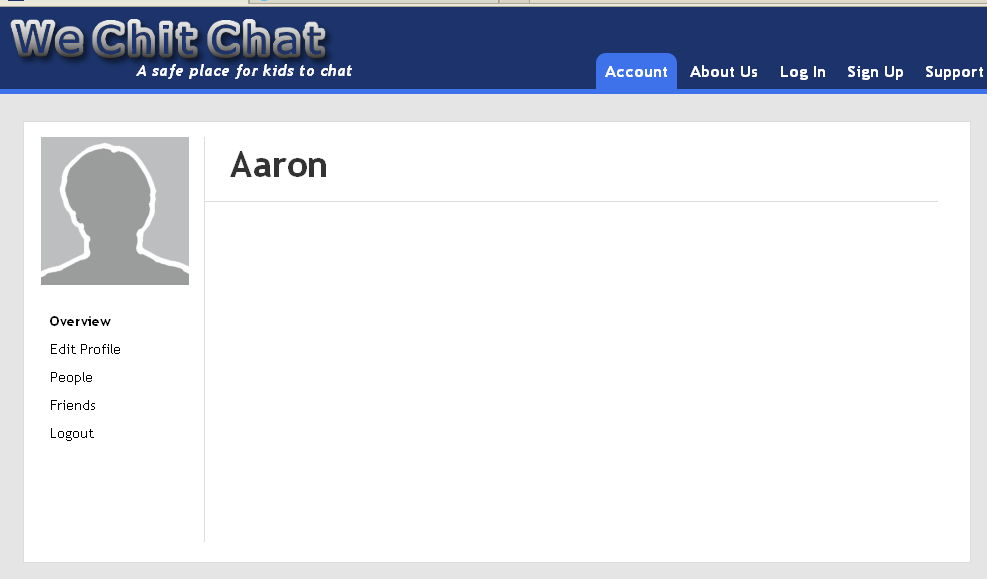 We Chit Chat
A safe place for kids to chat
Account About Us Log In Sign Up Support
Aaron
Overview
Edit Profile
People
Friends
Logout